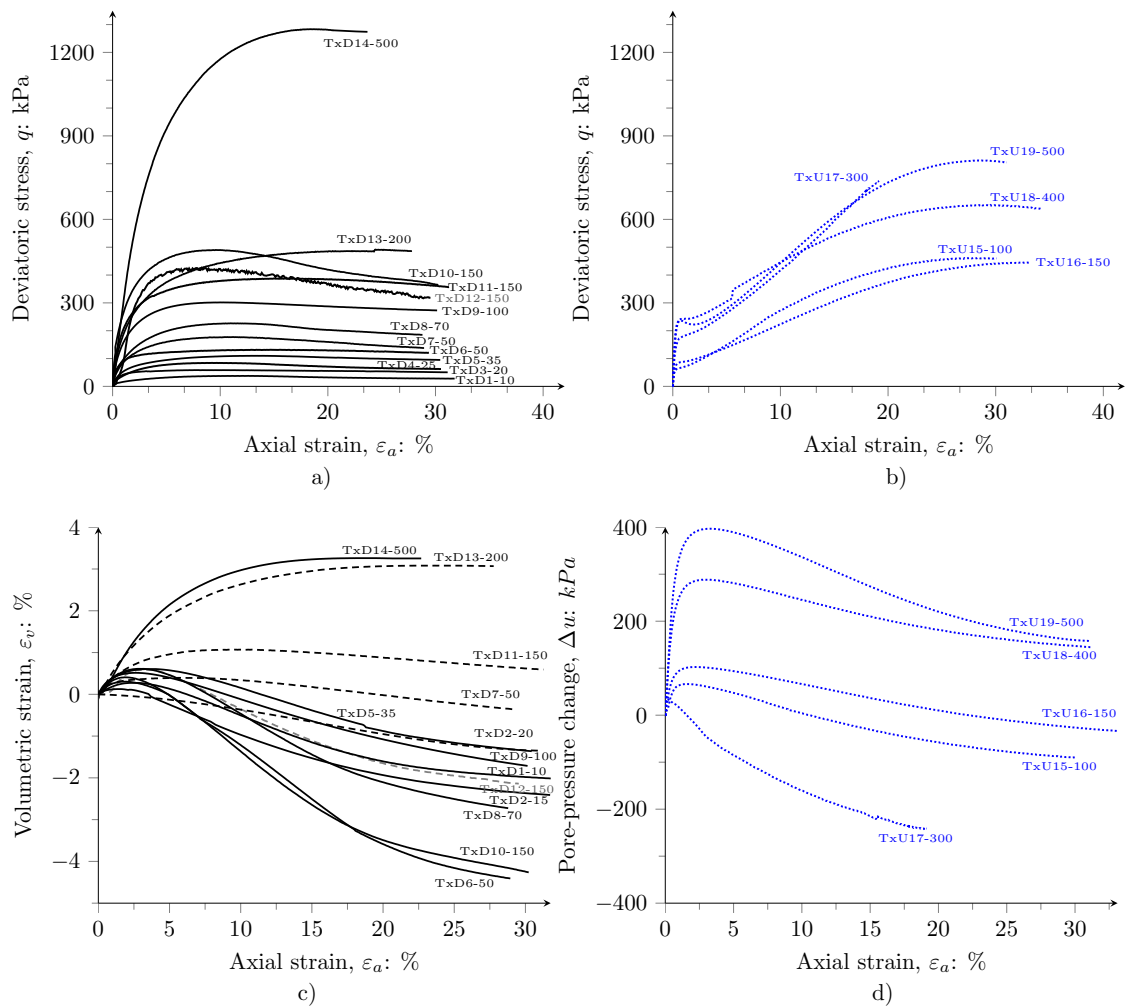 1200
900
600
300
0
0
10
20
30
40
Deviatoric stress, q: kPa
Axial strain, εa: %
TxD14-500
TxD13-200
TxD10-150
TxD11-150
TxD12-150
TxD9-100
TxD8-70
TxD7-50
TxD6-50
TxD5-35
TxD4-25
TxD3-20
TxD1-10
a)
1200
900
600
300
0
0
10
20
30
40
Deviatoric stress, q: kPa
Axial strain, εa: %
TxU19-500
TxU17-300
TxU18-400
TxU15-100
TxU16-150
b)
4
2
0
−2
−4
0
5
10
15
20
25
30
Volumetric strain, εv: %
Axial strain, εa: %
TxD14-500
TxD13-200
TxD11-150
TxD7-50
TxD5-35
TxD2-20
TxD9-100
TxD1-10
TxD12-150
TxD2-15
TxD8-70
TxD10-150
TxD6-50
c)
400
200
0
−200
−400
0
5
10
15
20
25
30
Pore-pressure change, Δu: kPa
Axial strain, εa: %
TxU19-500
TxU18-400
TxU16-150
TxU15-100
TxU17-300
d)